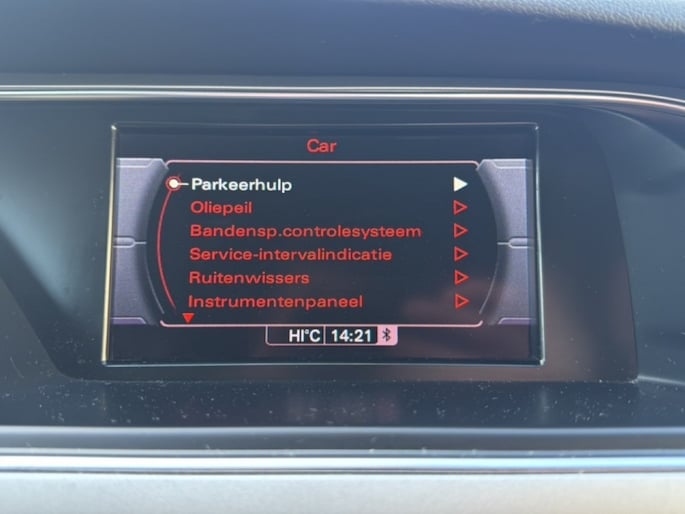 Car
Parkeerhulp
Oliepeil
Bandensp.controlesysteem
Service-intervalindicatie
Ruitenwissers
Instrumentenpaneel
HI°C 14:21